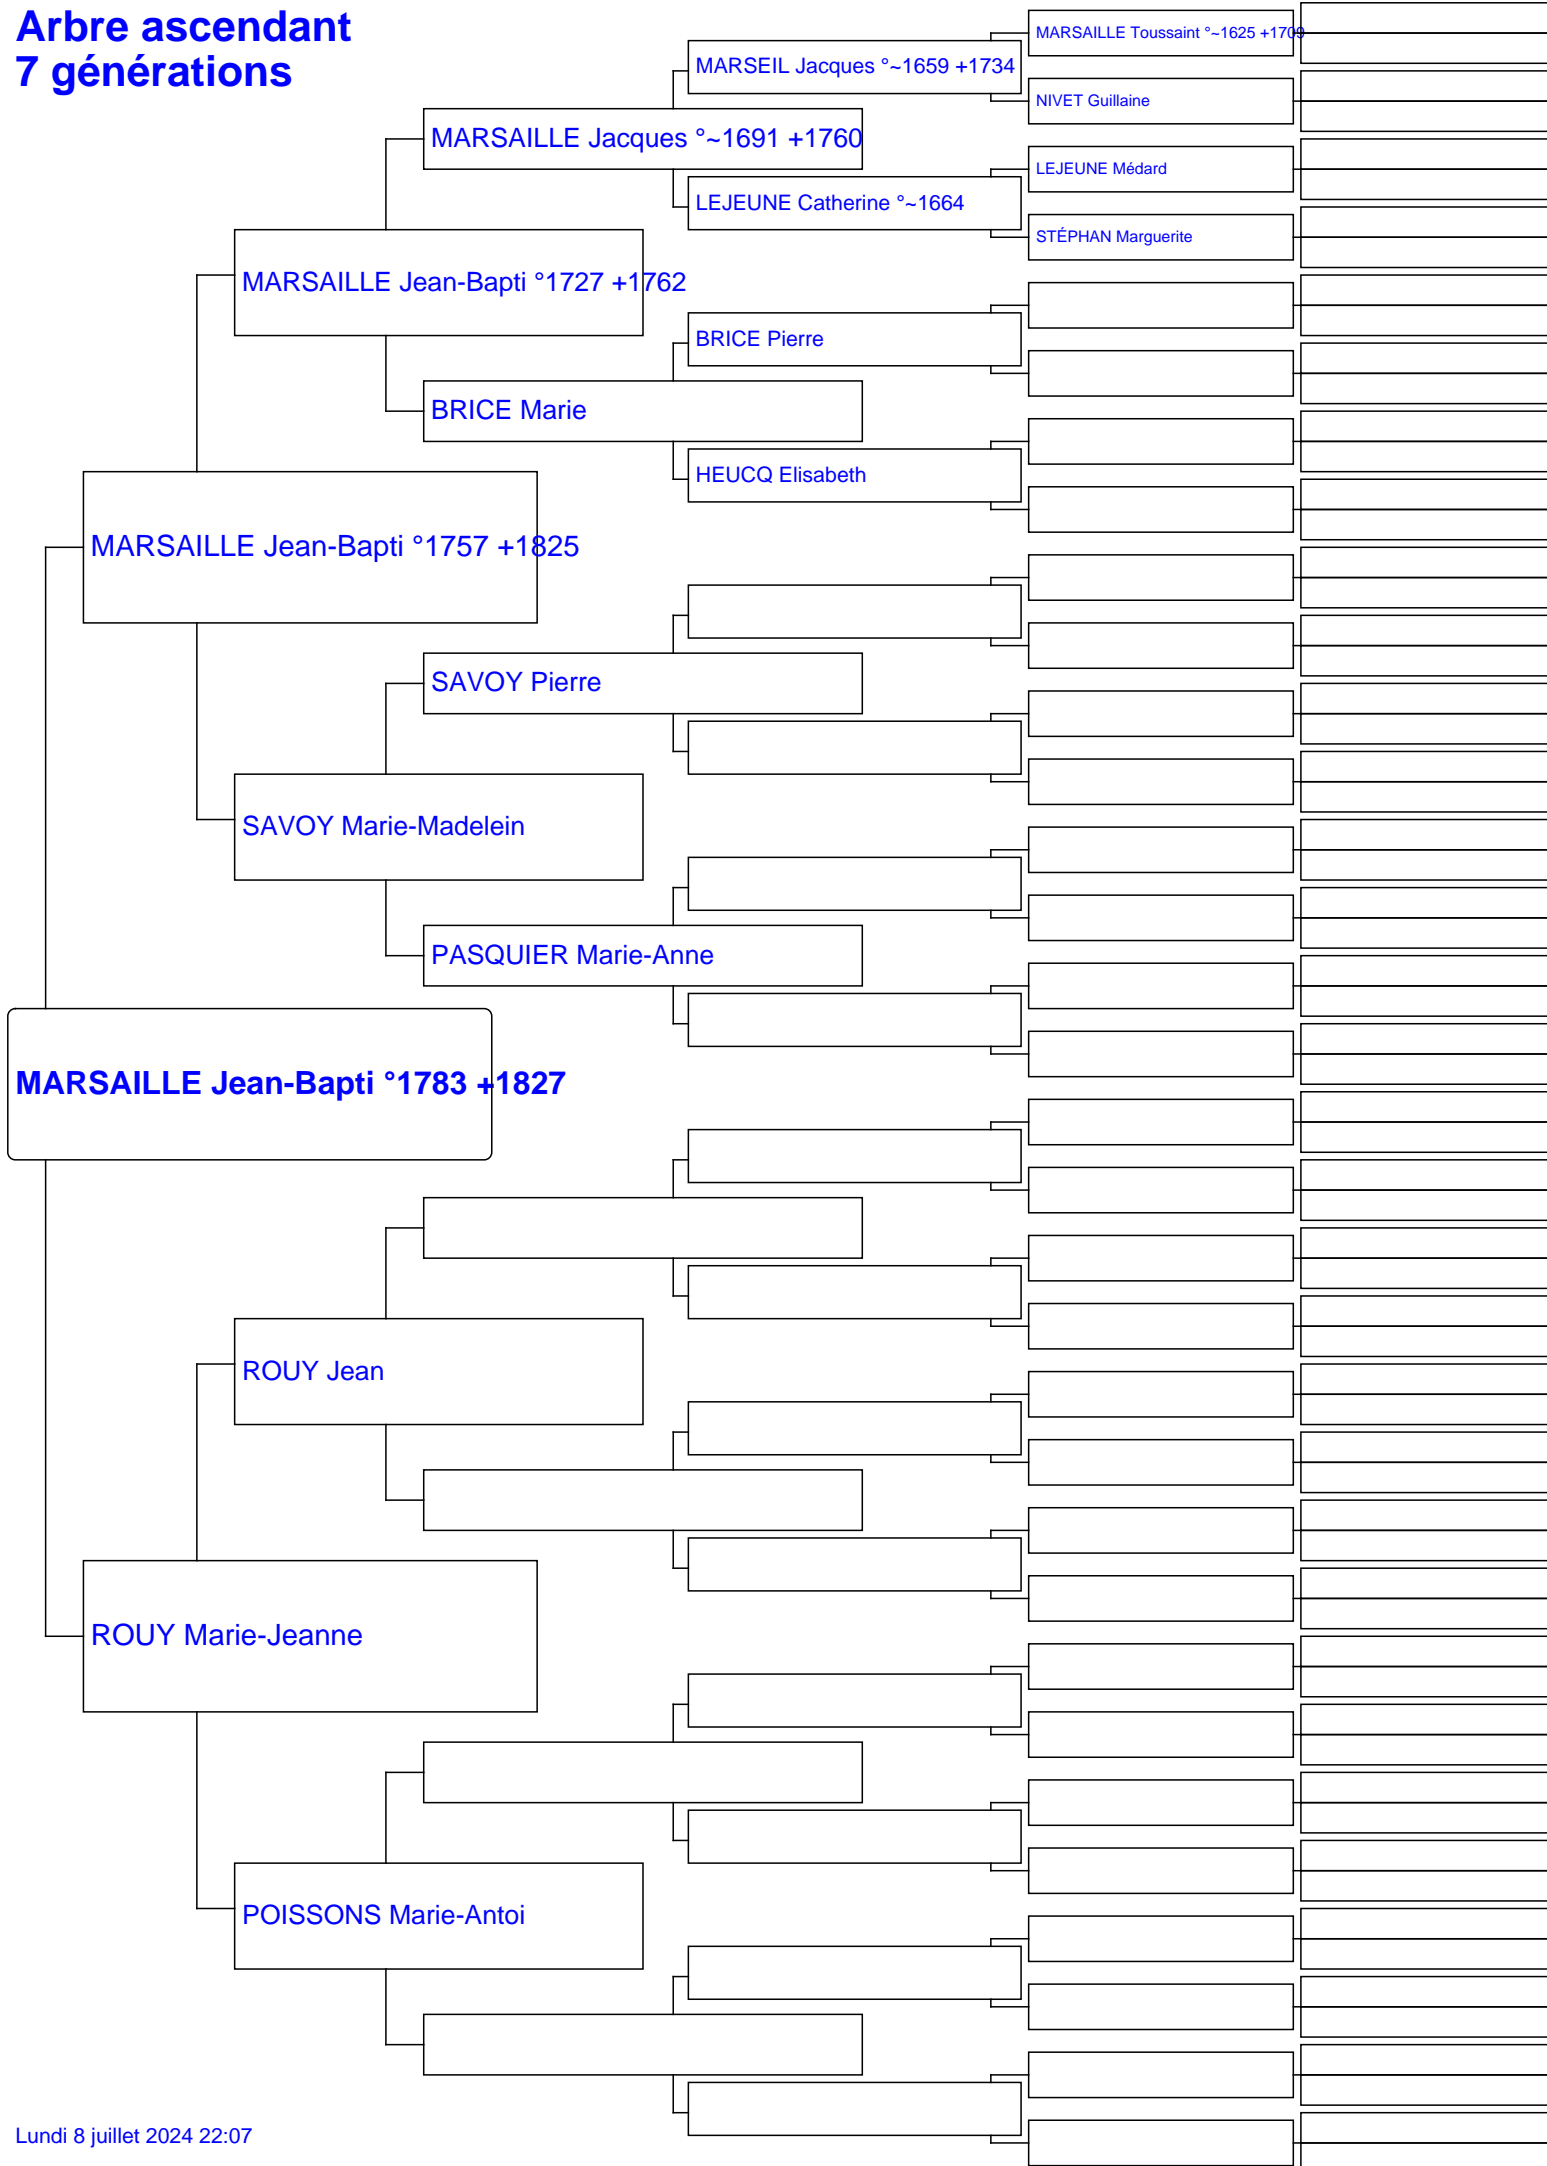 Arbre ascendant
7 générations
MARSAILLE Toussaint °~1625 +1709
MARSEIL Jacques °~1659 +1734
NIVET Guillaine
MARSAILLE Jacques °~1691 +1760
LEJEUNE Médard
LEJEUNE Catherine °~1664
STÉPHAN Marguerite
MARSAILLE Jean-Bapti °1727 +1762
BRICE Pierre
BRICE Marie
HEUCQ Elisabeth
MARSAILLE Jean-Bapti °1757 +1825
SAVOY Pierre
SAVOY Marie-Madelein
PASQUIER Marie-Anne
MARSAILLE Jean-Bapti °1783 +1827
ROUY Jean
ROUY Marie-Jeanne
POISSONS Marie-Antoi
Lundi 8 juillet 2024 22:07